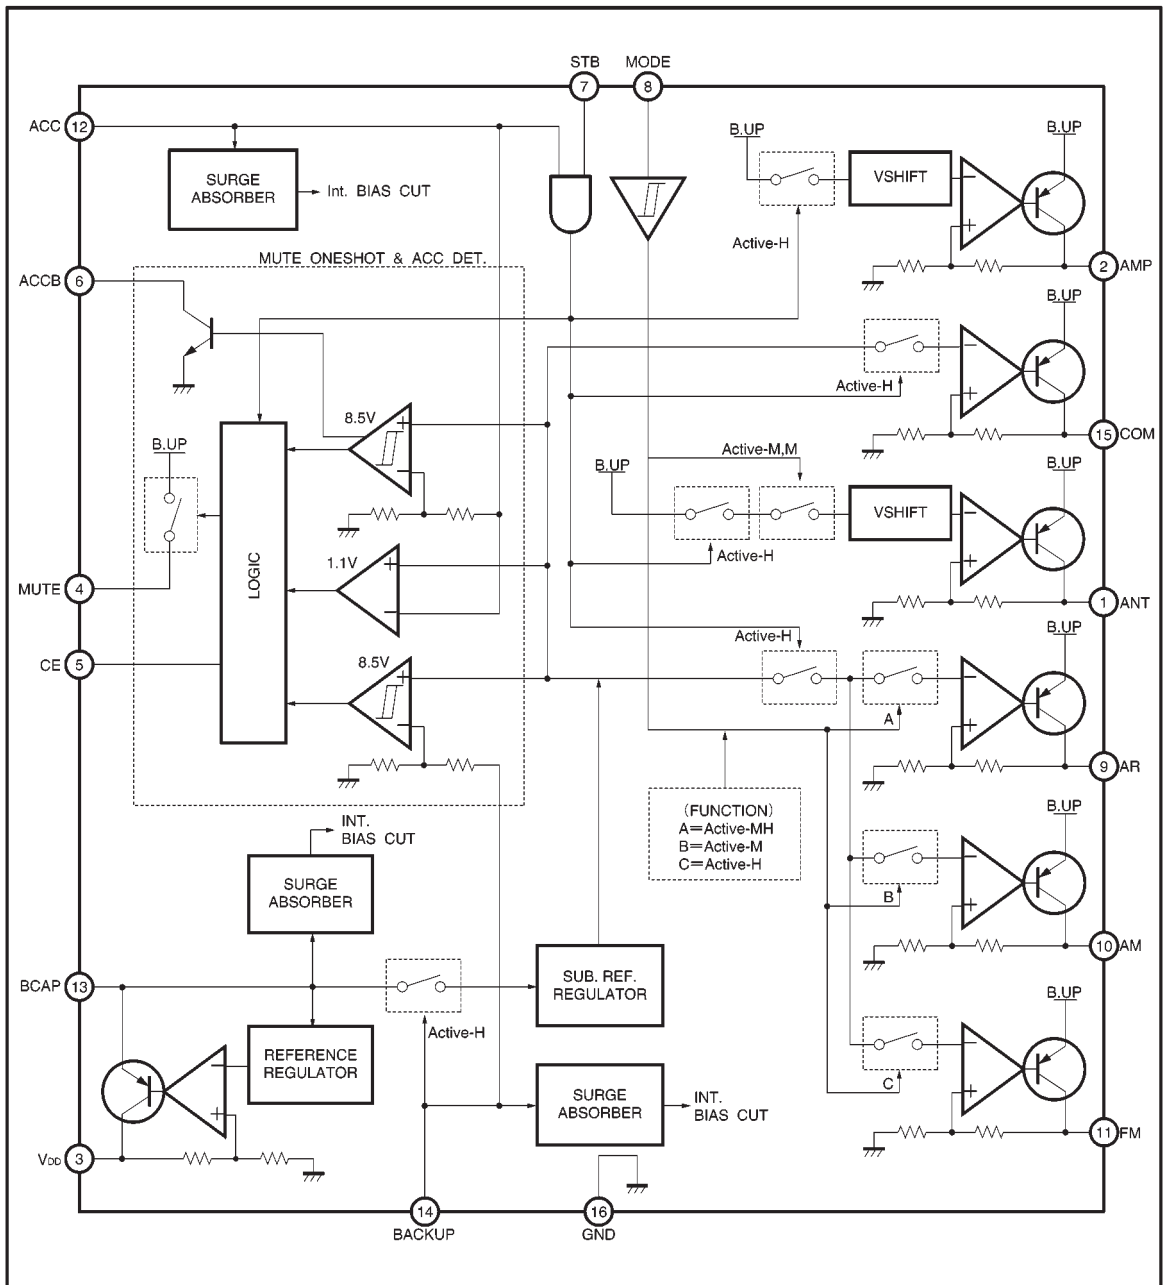 STB
MODE
7
8
ACC
12
SURGE
ABSORBER
Int. BIAS CUT
B.UP
VSHIFT
B.UP
−
+
Active-H
2
AMP
MUTE ONESHOT & ACC DET.
ACCB
6
B.UP
−
+
Active-H
15
COM
8.5V
+
−
B.UP
LOGIC
Active-M,M
B.UP
VSHIFT
B.UP
−
+
Active-H
1
ANT
1.1V
+
−
MUTE
4
CE
5
8.5V
+
−
Active-H
B.UP
−
+
A
9
AR
(FUNCTION)
A=Active-MH
B=Active-M
C=Active-H
B.UP
−
+
B
10
AM
INT.
BIAS CUT
SURGE
ABSORBER
BCAP
13
SUB. REF.
REGULATOR
Active-H
REFERENCE
REGULATOR
−
+
B.UP
−
+
C
11
FM
SURGE
ABSORBER
INT.
BIAS CUT
VDD
3
14
BACKUP
16
GND